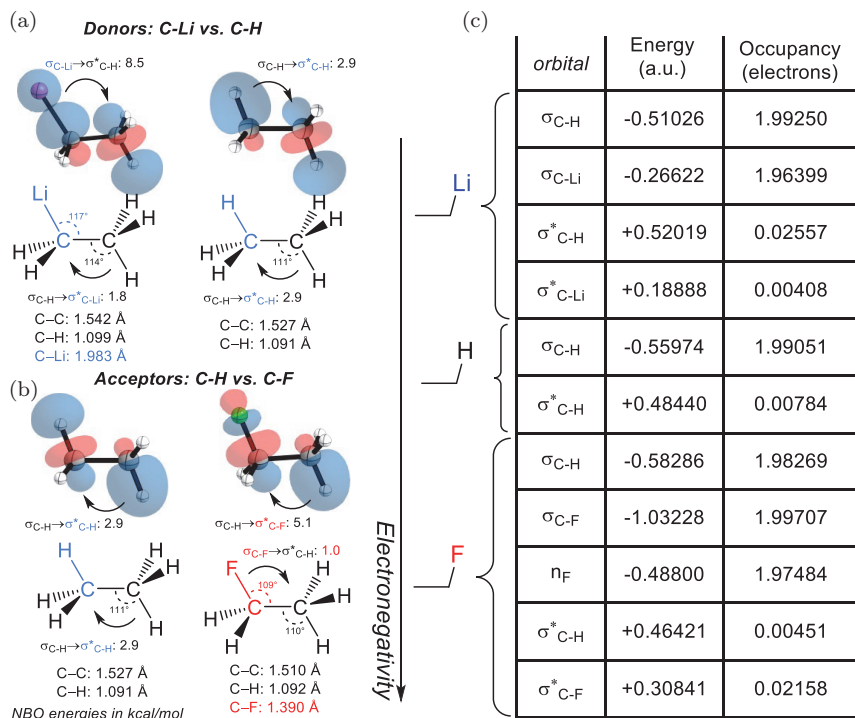 (a)
Donors: C-Li vs. C-H
σC-Li→σ*C-H: 8.5
σC-H→σ*C-H: 2.9
Li
117°
H
H
H
C
C
H
114°
H
H
σC-H→σ*C-Li: 1.8
C–C: 1.542 Å
C–H: 1.099 Å
C–Li: 1.983 Å
H
H
H
H
C
C
H
111°
H
σC-H→σ*C-H: 2.9
C–C: 1.527 Å
C–H: 1.091 Å
(b)
Acceptors: C-H vs. C-F
σC-H→σ*C-H: 2.9
σC-H→σ*C-F: 5.1
H
H
H
H
C
C
H
111°
H
σC-H→σ*C-H: 2.9
C–C: 1.527 Å
C–H: 1.091 Å
σC-F→σ*C-H: 1.0
F
109°
H
H
H
C
C
110°
H
H
C–C: 1.510 Å
C–H: 1.092 Å
C–F: 1.390 Å
NBO energies in kcal/mol
Electronegativity
(c)
orbital Energy (a.u.) Occupancy (electrons)
Li
σC-H -0.51026 1.99250
σC-Li -0.26622 1.96399
σ*C-H +0.52019 0.02557
σ*C-Li +0.18888 0.00408
H
σC-H -0.55974 1.99051
σ*C-H +0.48440 0.00784
F
σC-H -0.58286 1.98269
σC-F -1.03228 1.99707
nF -0.48800 1.97484
σ*C-H +0.46421 0.00451
σ*C-F +0.30841 0.02158